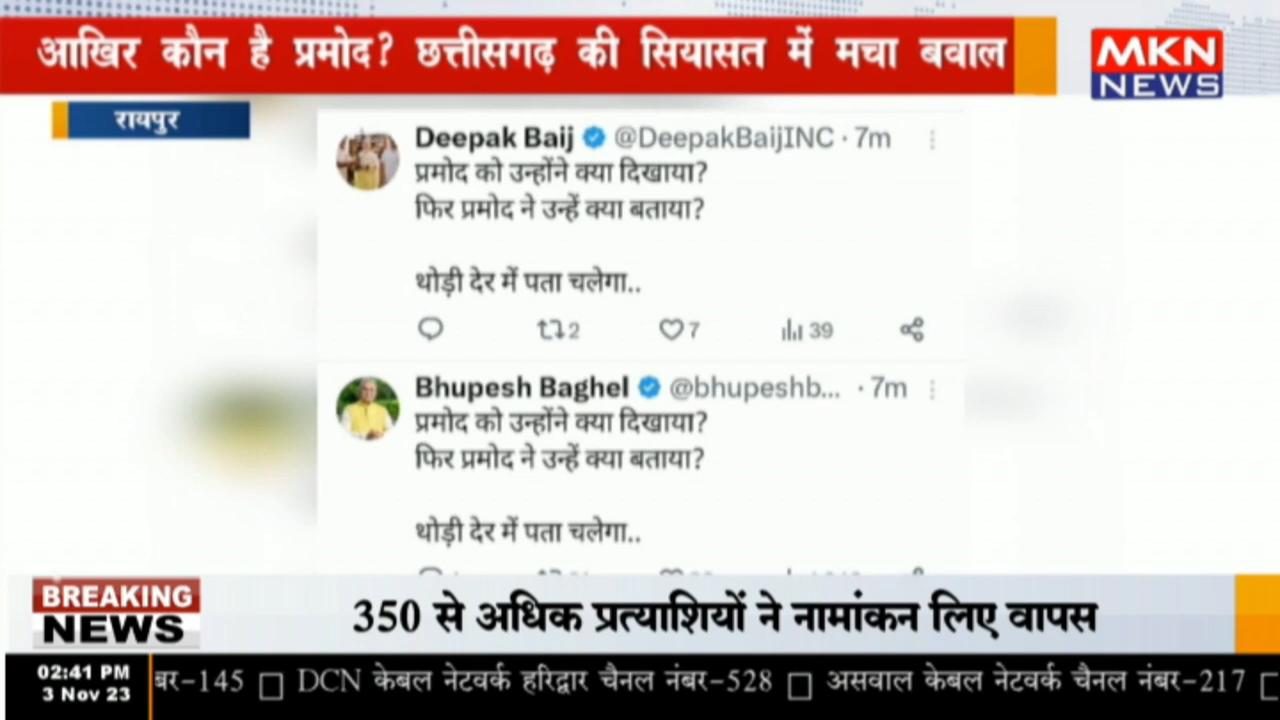 आखिर कौन है प्रमोद? छत्तीसगढ़ की सियासत में मचा बवाल
MKN
NEWS
रायपुर
Deepak Baij @DeepakBaijINC · 7m
प्रमोद को उन्होंने क्या दिखाया?
फिर प्रमोद ने उन्हें क्या बताया?
थोड़ी देर में पता चलेगा..
2 7 39
Bhupesh Baghel @bhupeshb... · 7m
प्रमोद को उन्होंने क्या दिखाया?
फिर प्रमोद ने उन्हें क्या बताया?
थोड़ी देर में पता चलेगा..
BREAKING
NEWS
350 से अधिक प्रत्याशियों ने नामांकन लिए वापस
02:41 PM
3 Nov 23
बर-145 □ DCN केबल नेटवर्क हरिद्वार चैनल नंबर-528 □ असवाल केबल नेटवर्क चैनल नंबर-217 □